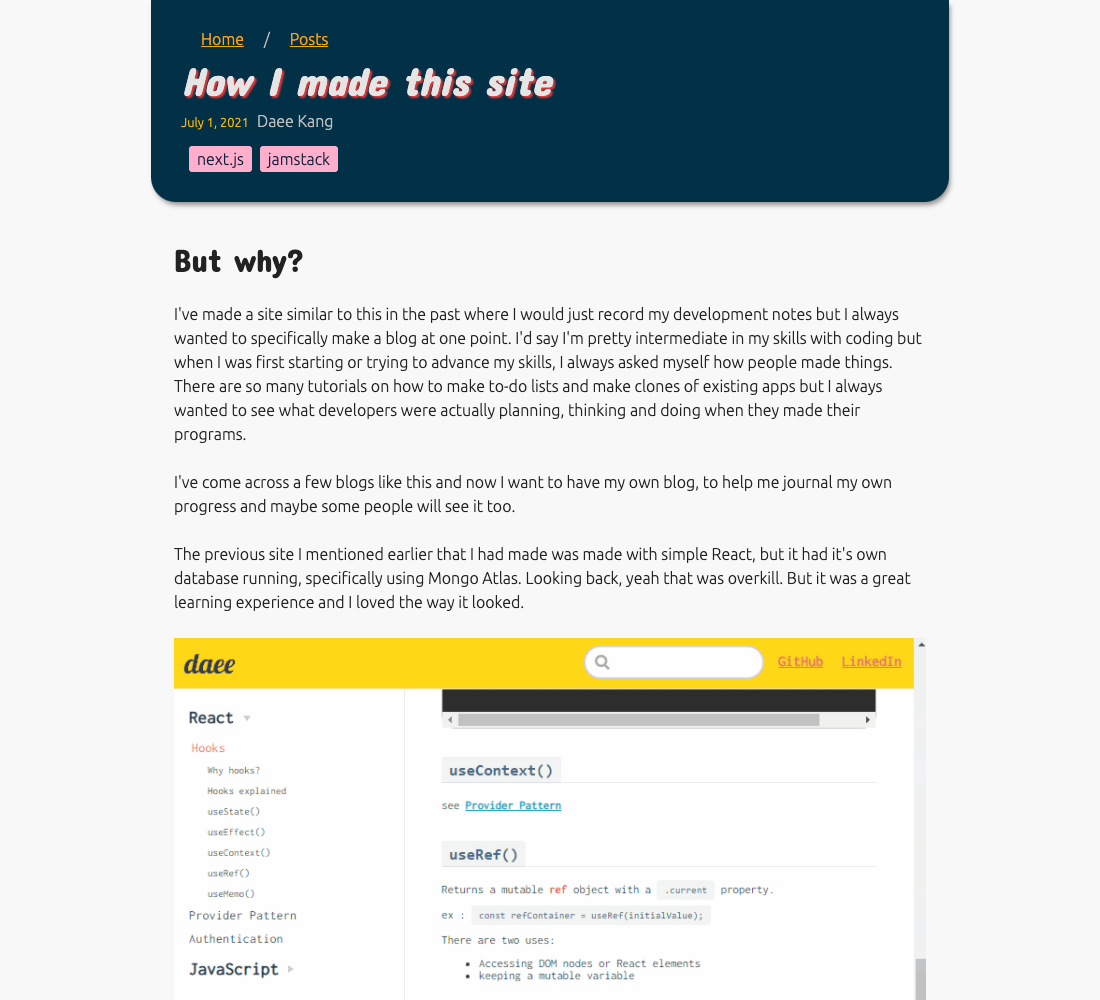 Home / Posts
How I made this site
July 1, 2021 Daee Kang
next.js jamstack
But why?
I've made a site similar to this in the past where I would just record my development notes but I always
wanted to specifically make a blog at one point. I'd say I'm pretty intermediate in my skills with coding but
when I was first starting or trying to advance my skills, I always asked myself how people made things.
There are so many tutorials on how to make to-do lists and make clones of existing apps but I always
wanted to see what developers were actually planning, thinking and doing when they made their
programs.
I've come across a few blogs like this and now I want to have my own blog, to help me journal my own
progress and maybe some people will see it too.
The previous site I mentioned earlier that I had made was made with simple React, but it had it's own
database running, specifically using Mongo Atlas. Looking back, yeah that was overkill. But it was a great
learning experience and I loved the way it looked.
daee
GitHub LinkedIn
React
Hooks
Why hooks?
Hooks explained
useState()
useEffect()
useContext()
useRef()
useMemo()
Provider Pattern
Authentication
JavaScript
useContext()
see Provider Pattern
useRef()
Returns a mutable ref object with a .current property.
ex : const refContainer = useRef(initialValue);
There are two uses:
• Accessing DOM nodes or React elements
• keeping a mutable variable